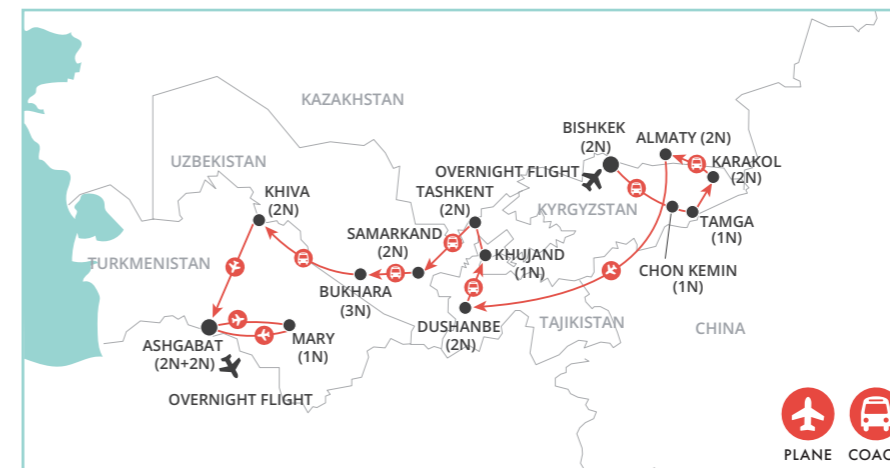 KAZAKHSTAN
BISHKEK
(2N)
ALMATY (2N)
UZBEKISTAN
OVERNIGHT FLIGHT
KARAKOL
(2N)
KHIVA
(2N)
TASHKENT
(2N)
KYRGYZSTAN
TAMGA
(1N)
SAMARKAND
(2N)
KHUJAND
(1N)
TURKMENISTAN
CHON KEMIN
(1N)
BUKHARA
(3N)
DUSHANBE
(2N)
TAJIKISTAN
CHINA
ASHGABAT
(2N+2N)
MARY
(1N)
OVERNIGHT FLIGHT
PLANE
COAC